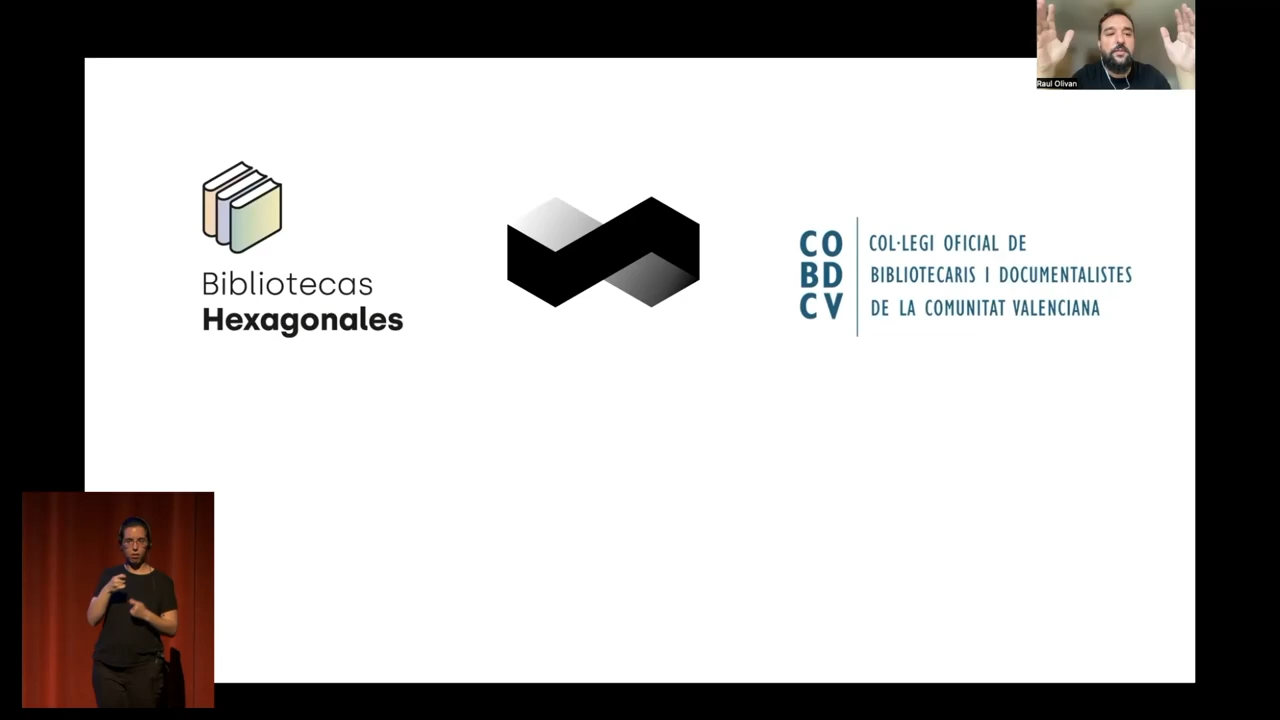 Raul Olivan
Bibliotecas
Hexagonales
CO
BD
CV
COL·LEGI OFICIAL DE
BIBLIOTECARIS I DOCUMENTALISTES
DE LA COMUNITAT VALENCIANA